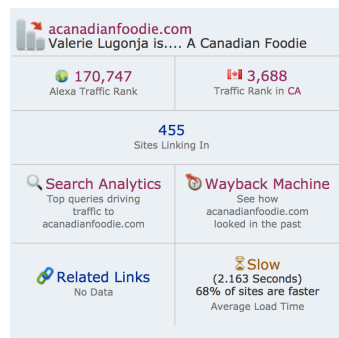 acanadianfoodie.com
Valerie Lugonja is.... A Canadian Foodie
170,747
Alexa Traffic Rank
3,688
Traffic Rank in CA
455
Sites Linking In
Search Analytics
Top queries driving
traffic to
acanadianfoodie.com
Wayback Machine
See how
acanadianfoodie.com
looked in the past
Related Links
No Data
Slow
(2.163 Seconds)
68% of sites are faster
Average Load Time